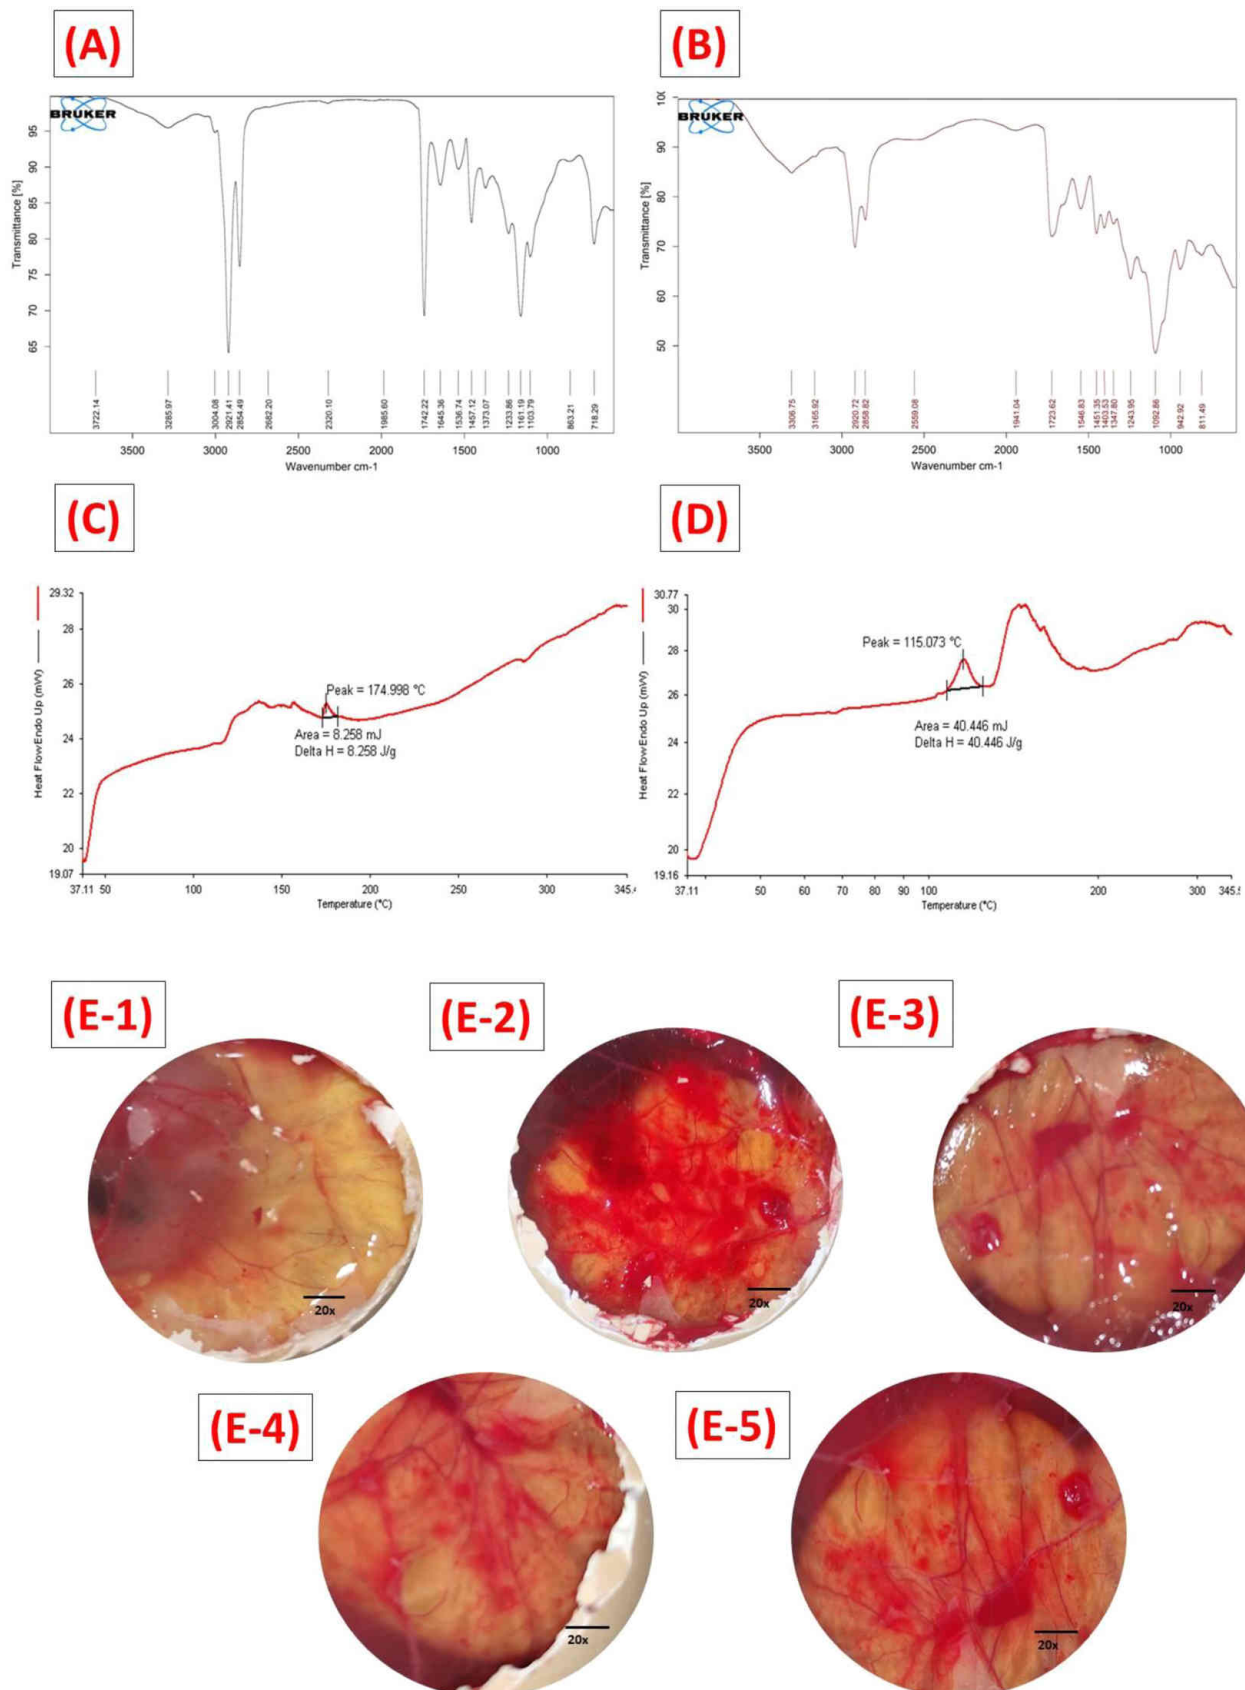 (A)
BRUKER
Transmittance [%]
95
90
85
80
75
70
65
3722.14
3285.97
3004.08
2921.41
2854.49
2682.20
2320.10
1985.60
1742.22
1645.36
1536.74
1457.12
1373.07
1233.86
1161.19
1103.79
863.21
718.29
3000
2500
2000
1500
1000
Wavenumber cm-1
(B)
BRUKER
Transmittance [%]
90
80
70
60
50
3306.75
3165.92
2920.72
2858.82
2559.08
1941.04
1723.62
1546.83
1451.35
1403.53
1347.80
1243.95
1092.86
942.92
811.49
3500
3000
2500
2000
1500
1000
Wavenumber cm-1
(C)
29.32
28
26
24
22
20
19.07
Heat Flow Endo Up (mW)
Peak = 174.998 °C
Area = 8.258 mJ
Delta H = 8.258 J/g
37.11 50 100 150 200 250 300 345.
Temperature (°C)
(D)
30.77
30
28
26
24
22
20
19.16
Heat Flow Endo Up (mW)
Peak = 115.073 °C
Area = 40.446 mJ
Delta H = 40.446 J/g
37.11 50 60 70 80 90 100 200 300 345.
Temperature (°C)
(E-1)
20x
(E-2)
20x
(E-3)
20x
(E-4)
20x
(E-5)
20x